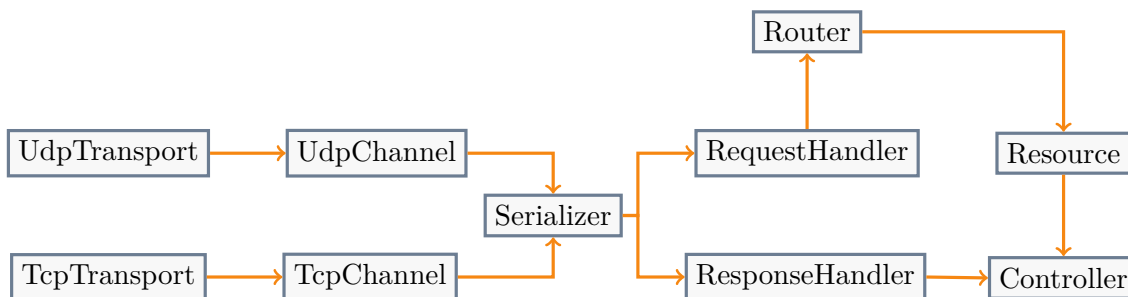 Router
UdpTransport
UdpChannel
RequestHandler
Resource
Serializer
TcpTransport
TcpChannel
ResponseHandler
Controller